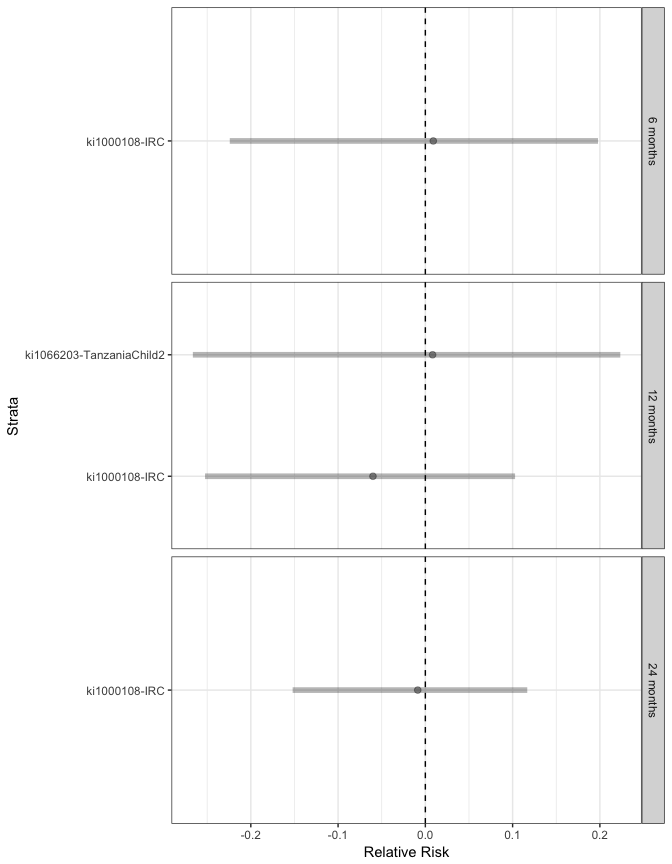 ki1000108-IRC
6 months
ki1066203-TanzaniaChild2
ki1000108-IRC
12 months
ki1000108-IRC
24 months
Strata
-0.2 -0.1 0.0 0.1 0.2
Relative Risk